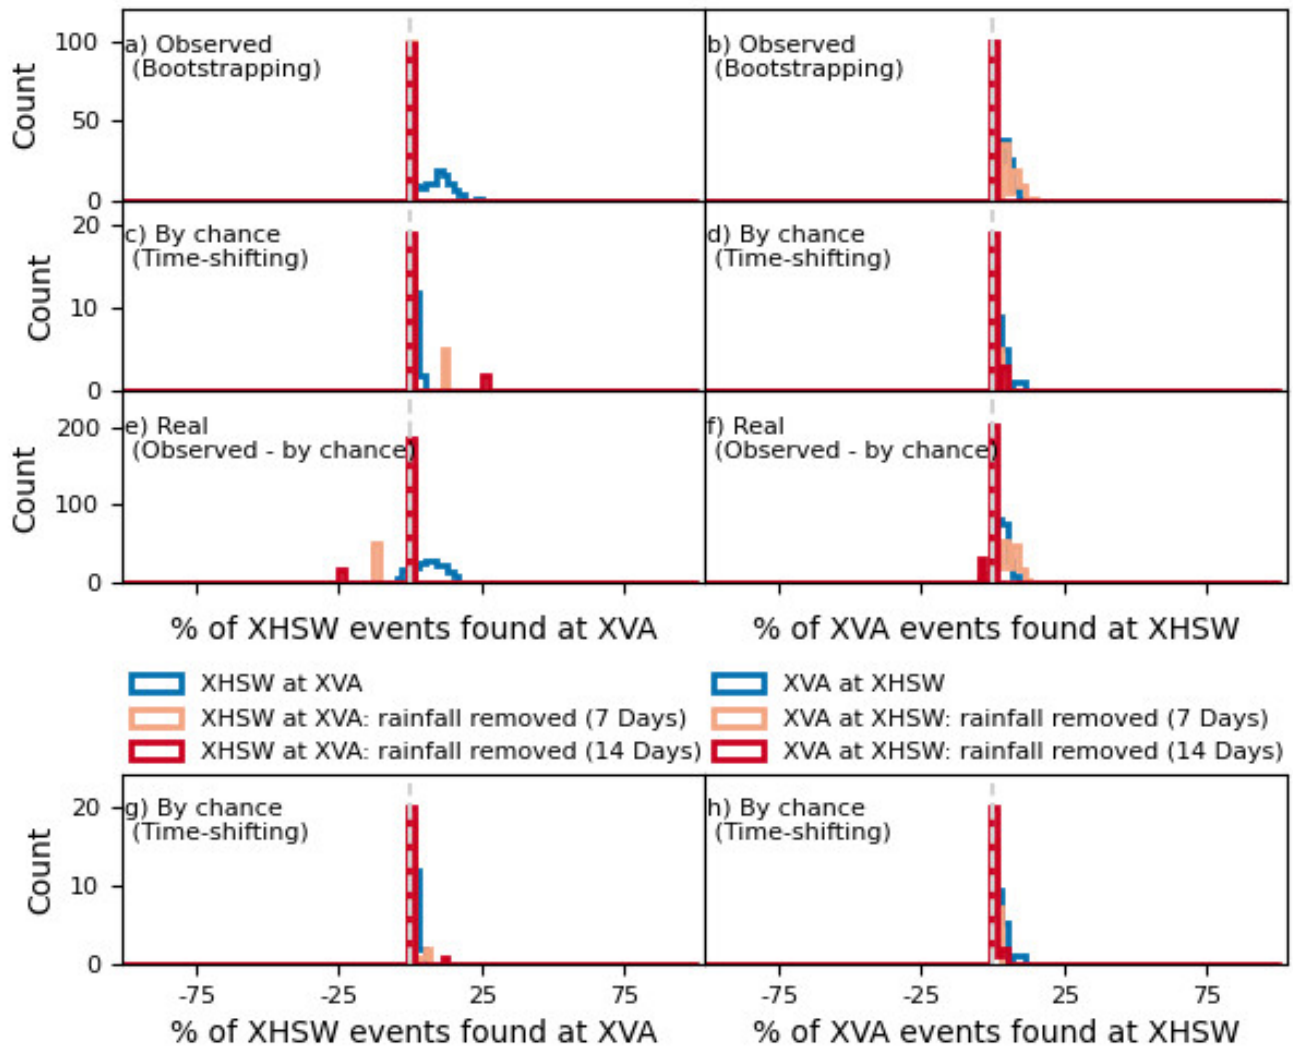 a) Observed
(Bootstrapping)
b) Observed
(Bootstrapping)
Count
100
50
0
c) By chance
(Time-shifting)
d) By chance
(Time-shifting)
Count
20
10
0
e) Real
(Observed - by chance)
f) Real
(Observed - by chance)
Count
200
100
0
% of XHSW events found at XVA
% of XVA events found at XHSW
XHSW at XVA
XHSW at XVA: rainfall removed (7 Days)
XHSW at XVA: rainfall removed (14 Days)
XVA at XHSW
XVA at XHSW: rainfall removed (7 Days)
XVA at XHSW: rainfall removed (14 Days)
g) By chance
(Time-shifting)
h) By chance
(Time-shifting)
Count
20
10
0
-75 -25 25 75
-75 -25 25 75
% of XHSW events found at XVA
% of XVA events found at XHSW